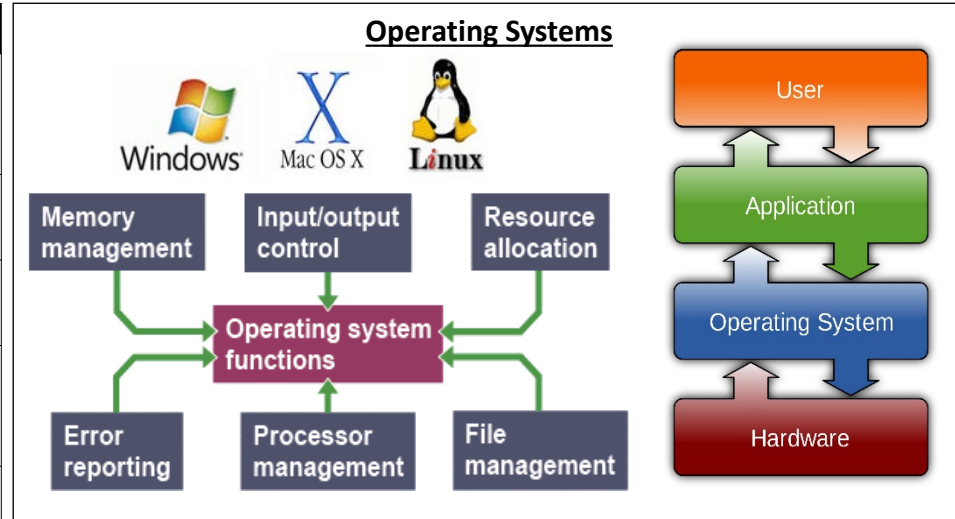 Operating Systems
Windows
Mac OS X
Linux
Memory
management
Input/output
control
Resource
allocation
Operating system
functions
Error
reporting
Processor
management
File
management
User
Application
Operating System
Hardware